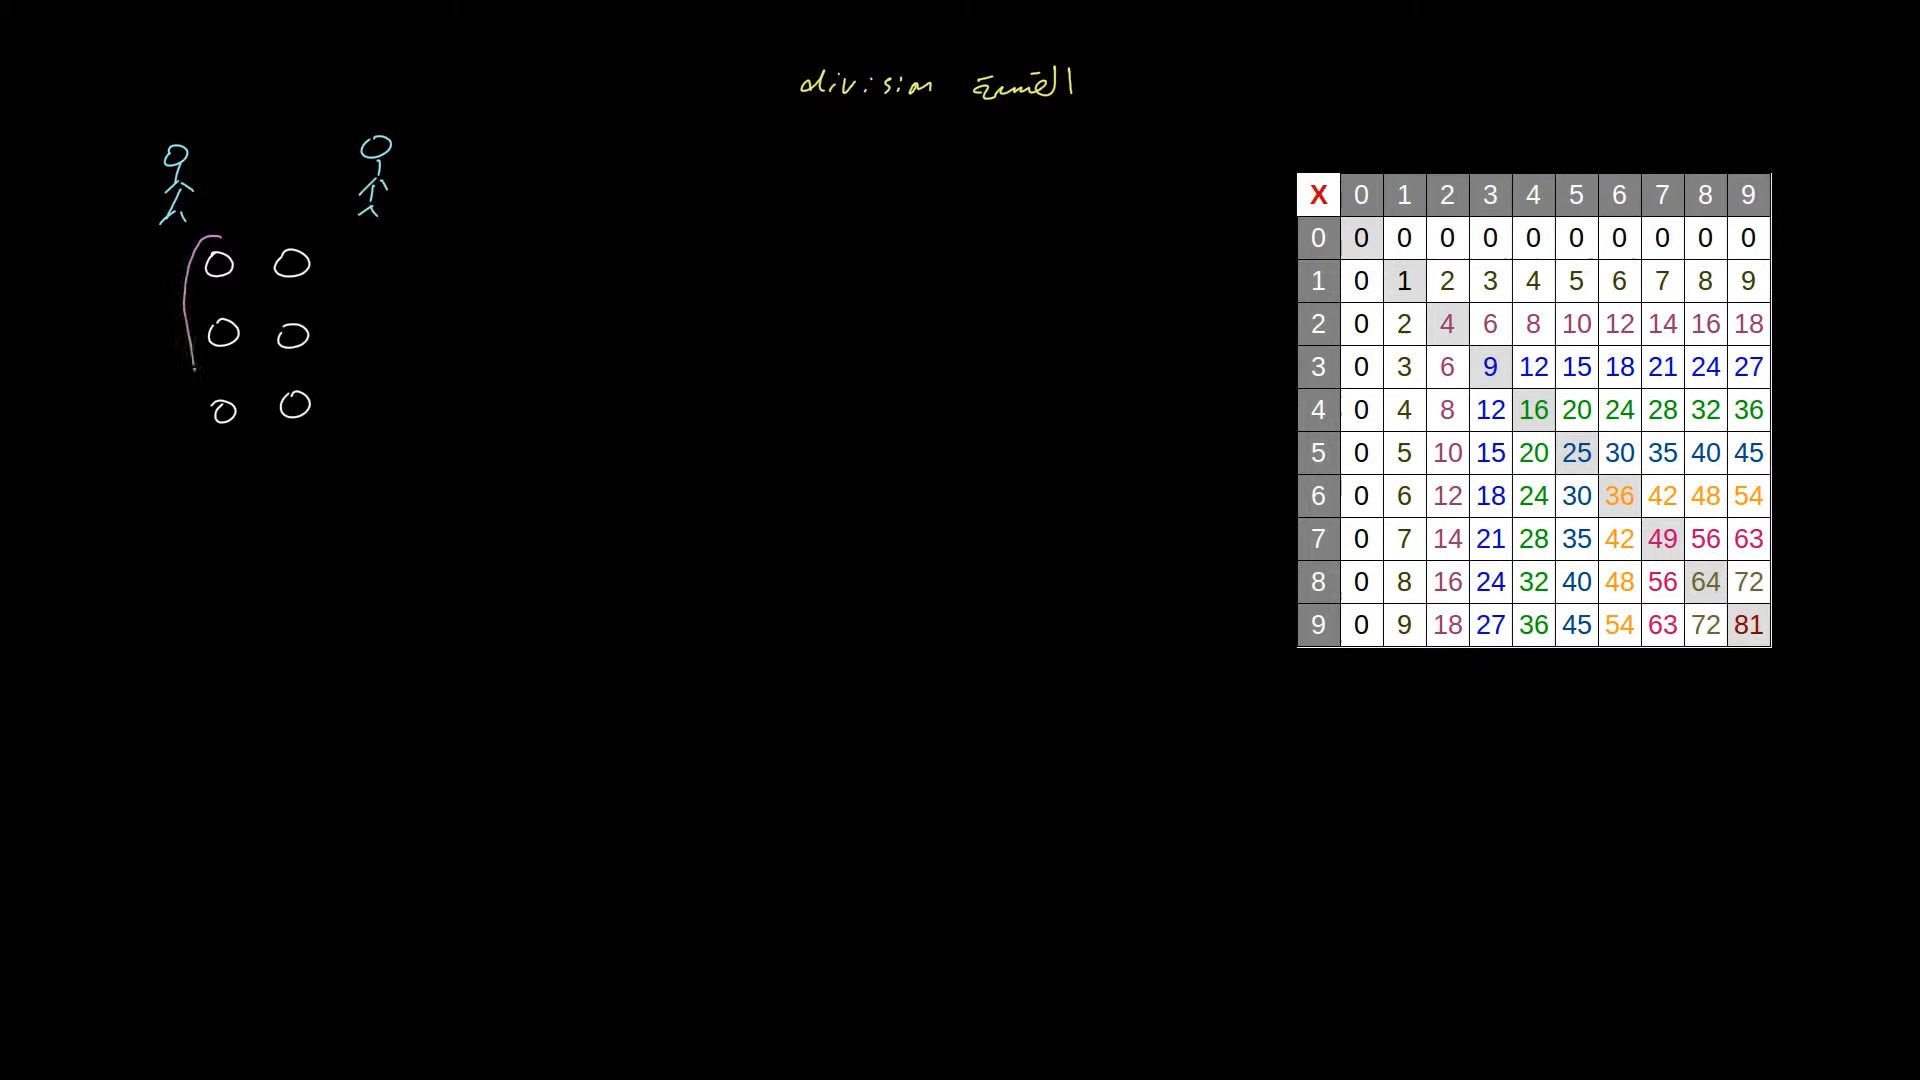 division
X 0 1 2 3 4 5 6 7 8 9
0 0 0 0 0 0 0 0 0 0 0
1 0 1 2 3 4 5 6 7 8 9
2 0 2 4 6 8 10 12 14 16 18
3 0 3 6 9 12 15 18 21 24 27
4 0 4 8 12 16 20 24 28 32 36
5 0 5 10 15 20 25 30 35 40 45
6 0 6 12 18 24 30 36 42 48 54
7 0 7 14 21 28 35 42 49 56 63
8 0 8 16 24 32 40 48 56 64 72
9 0 9 18 27 36 45 54 63 72 81